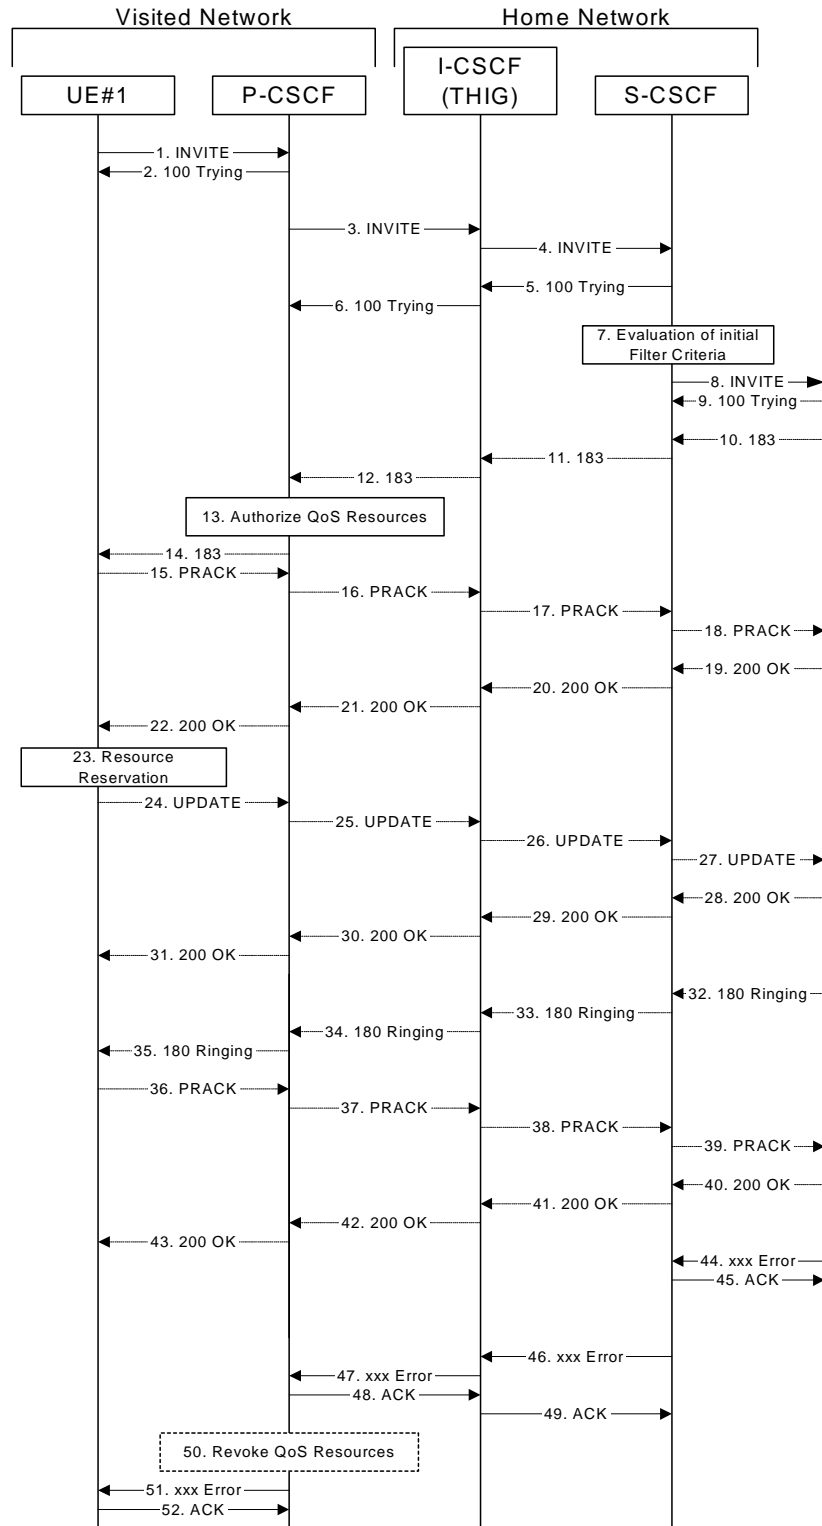 Visited Network
Home Network
UE#1
P-CSCF
I-CSCF
(THIG)
S-CSCF
1. INVITE
2. 100 Trying
3. INVITE
4. INVITE
5. 100 Trying
6. 100 Trying
7. Evaluation of initial
Filter Criteria
8. INVITE
9. 100 Trying
10. 183
11. 183
12. 183
13. Authorize QoS Resources
14. 183
15. PRACK
16. PRACK
17. PRACK
18. PRACK
19. 200 OK
20. 200 OK
21. 200 OK
22. 200 OK
23. Resource
Reservation
24. UPDATE
25. UPDATE
26. UPDATE
27. UPDATE
28. 200 OK
29. 200 OK
30. 200 OK
31. 200 OK
32. 180 Ringing
33. 180 Ringing
34. 180 Ringing
35. 180 Ringing
36. PRACK
37. PRACK
38. PRACK
39. PRACK
40. 200 OK
41. 200 OK
42. 200 OK
43. 200 OK
44. xxx Error
45. ACK
46. xxx Error
47. xxx Error
48. ACK
49. ACK
50. Revoke QoS Resources
51. xxx Error
52. ACK